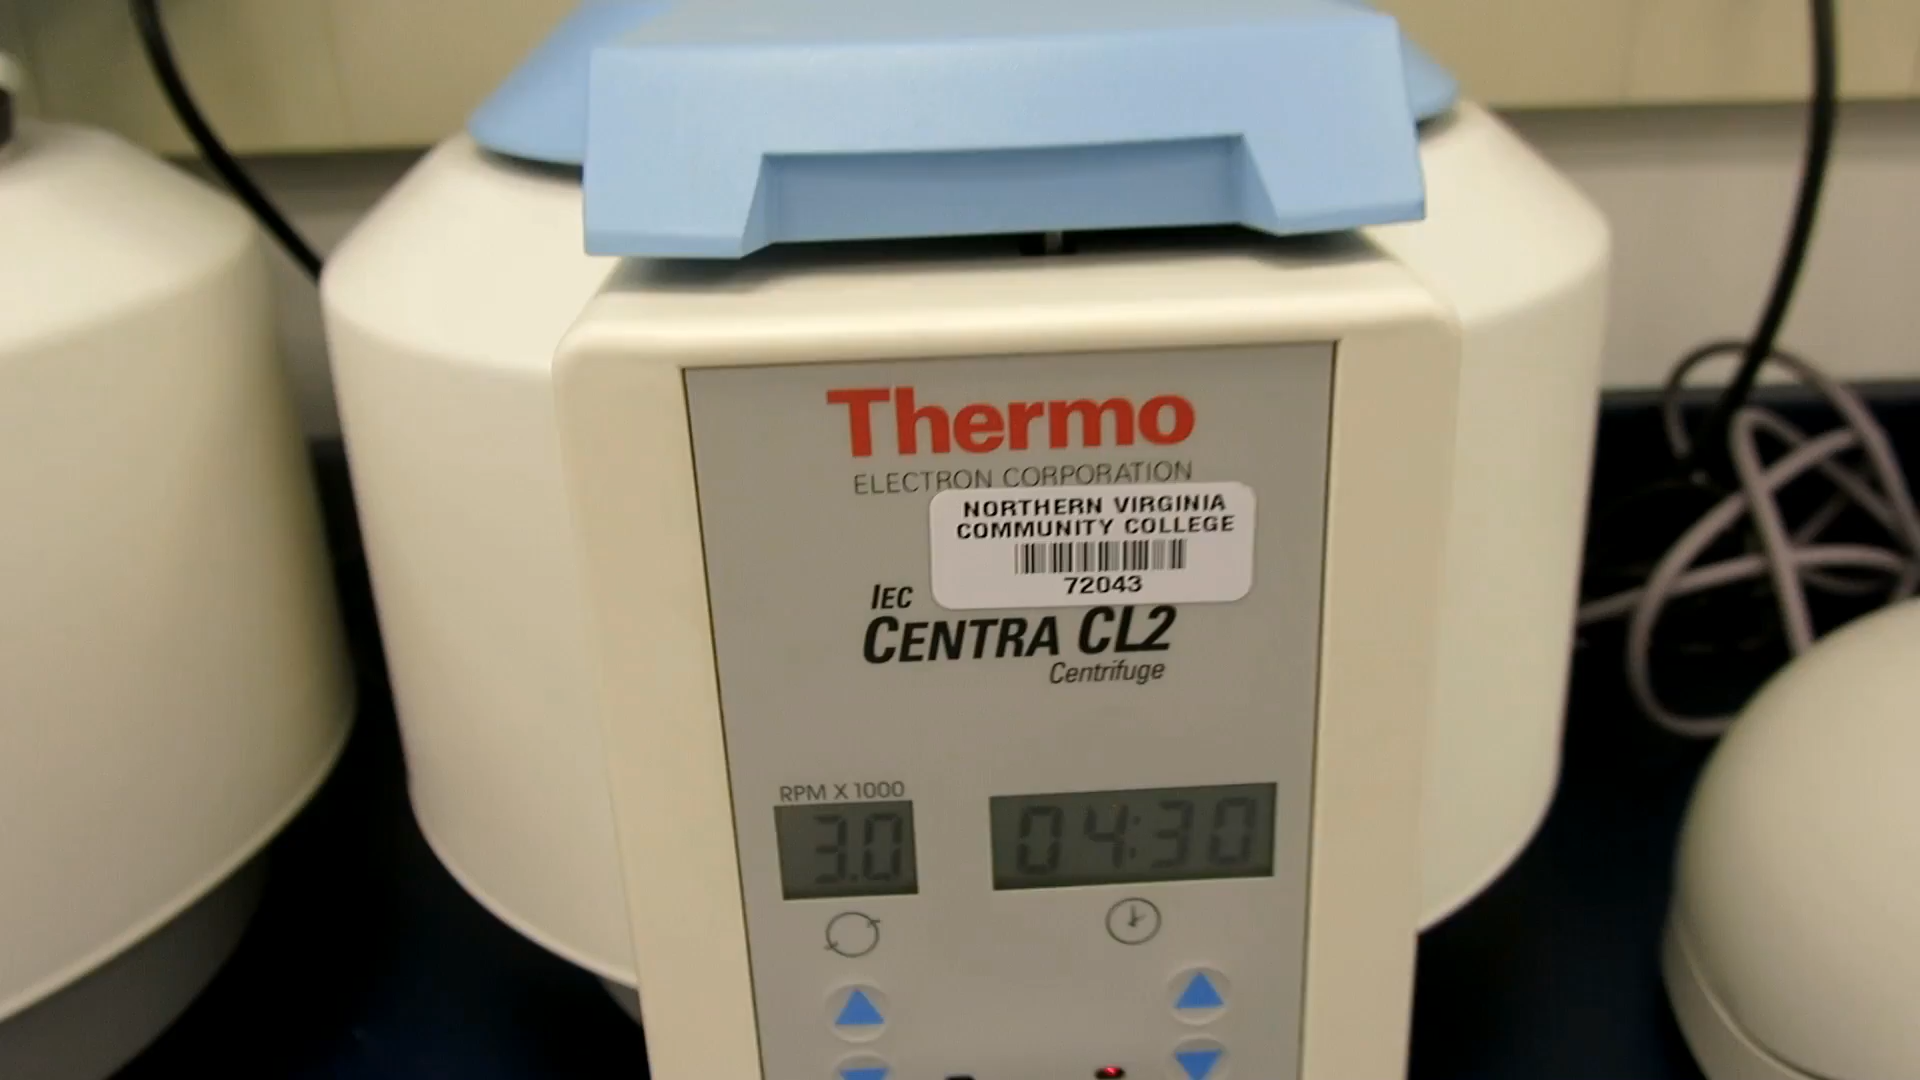 Thermo
ELECTRON CORPORATION
NORTHERN VIRGINIA
COMMUNITY COLLEGE
72043
IEC
CENTRA CL2
Centrifuge
RPM X 1000
3.0
04:30